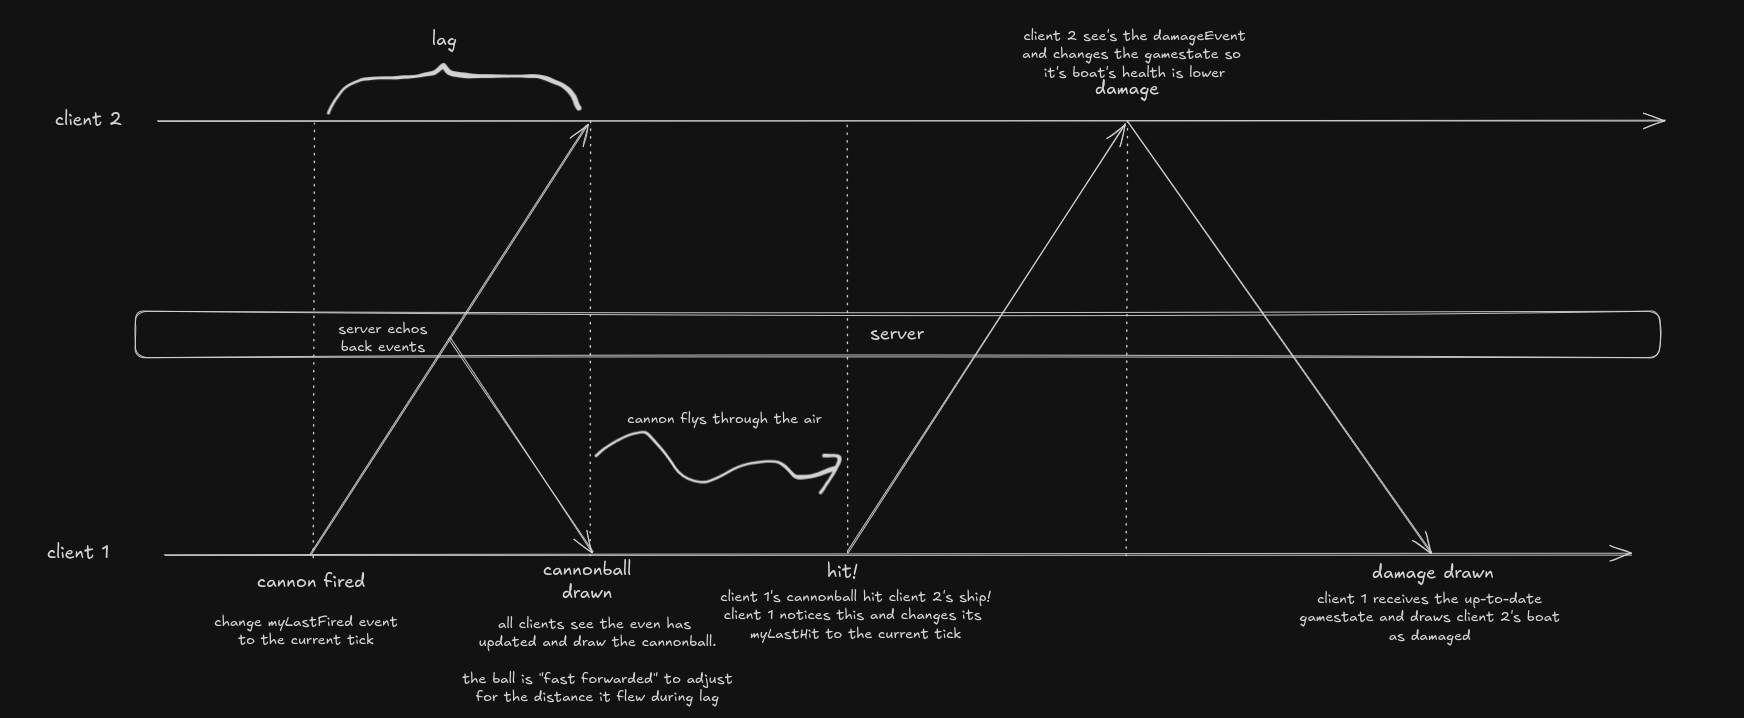 lag
client 2 see's the damageEvent
and changes the gamestate so
it's boat's health is lower
damage
client 2
server echos
back events
server
cannon flys through the air
client 1
cannon fired
change myLastFired event
to the current tick
cannonball
drawn
all clients see the even has
updated and draw the cannonball.
the ball is "fast forwarded" to adjust
for the distance it flew during lag
hit!
client 1's cannonball hit client 2's ship!
client 1 notices this and changes its
myLastHit to the current tick
damage drawn
client 1 receives the up-to-date
gamestate and draws client 2's boat
as damaged